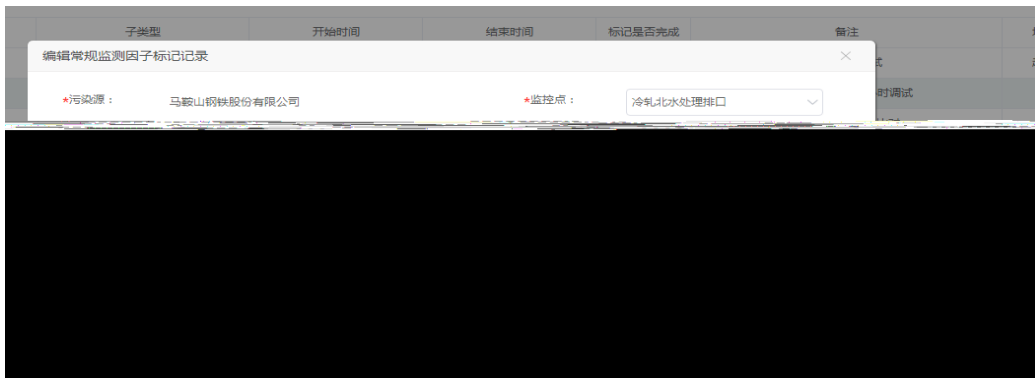 子类型 开始时间 结束时间 标记是否完成 备注
编辑常规监测因子标记记录
*污染源： 马鞍山钢铁股份有限公司 *监控点： 冷轧北水处理排口
时调试